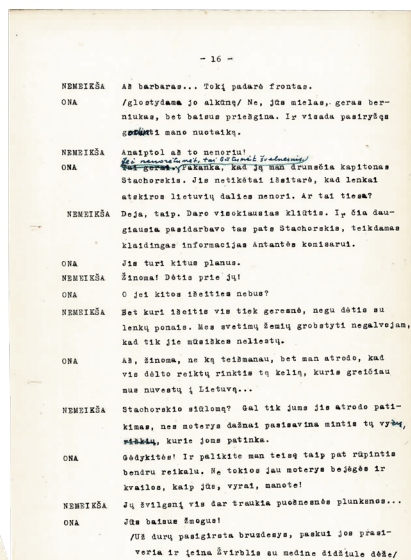 - 16 -
NEMEIKŠA Aš barbaras... Tokį padarė frontas.
ONA /glostydama jo alkūnę/ Ne, jūs mielas, geras ber-
niukas, bet baisus priešgina. Ir visada pasiryžęs
gadinti mano nuotaiką.
NEMEIKŠA Anaiptol aš to nenoriu!
Jei nenorėtumėt, tai būtumėt švelnesnis.
ONA Tai gerai. Pakanka, kad ją man drumsčia kapitonas
Stachorskis. Jis netikėtai išsitarė, kad lenkai
atskiros lietuvių dalies nenori. Ar tai tiesa?
NEMEIKŠA Deja, taip. Daro visokiausias kliūtis. Ir čia dau-
giausia pasidarbavo tas pats Stachorskis, teikdamas
klaidingas informacijas Antantės komisarui.
ONA Jis turi kitus planus.
NEMEIKŠA Žinoma! Dėtis prie jų!
ONA O jei kitos išeities nebus?
NEMEIKŠA Bet kuri išeitis vis tiek geresnė, negu dėtis su
lenkų ponais. Mes svetimų žemių grobstyti negalvojam,
kad tik jie mūsiškes neliestų.
ONA Aš, žinoma, ne ką teišmanau, bet man atrodo, kad
vis dėlto reiktų rinktis tą kelią, kuris greičiau
mus nuvestų į Lietuvą...
NEMEIKŠA Stachorskio siūlomą? Gal tik jums jis atrodo pati-
kimas, nes moterys dažnai pasisavina mintis tų vyrų,
kurie joms patinka.
ONA Gėdykitės! Ir palikite man teisę taip pat rūpintis
bendru reikalu. Ne tokios jau moterys bejėgės ir
kvailos, kaip jūs, vyrai, manote!
NEMEIKŠA Jų žvilgsnį vis dar traukia puošnesnės plunksnos...
ONA Jūs baisus žmogus!
/Už durų pasigirsta bruzdesys, paskui jos prasi-
veria ir įeina Žvirblis su medine didžiule dėže/